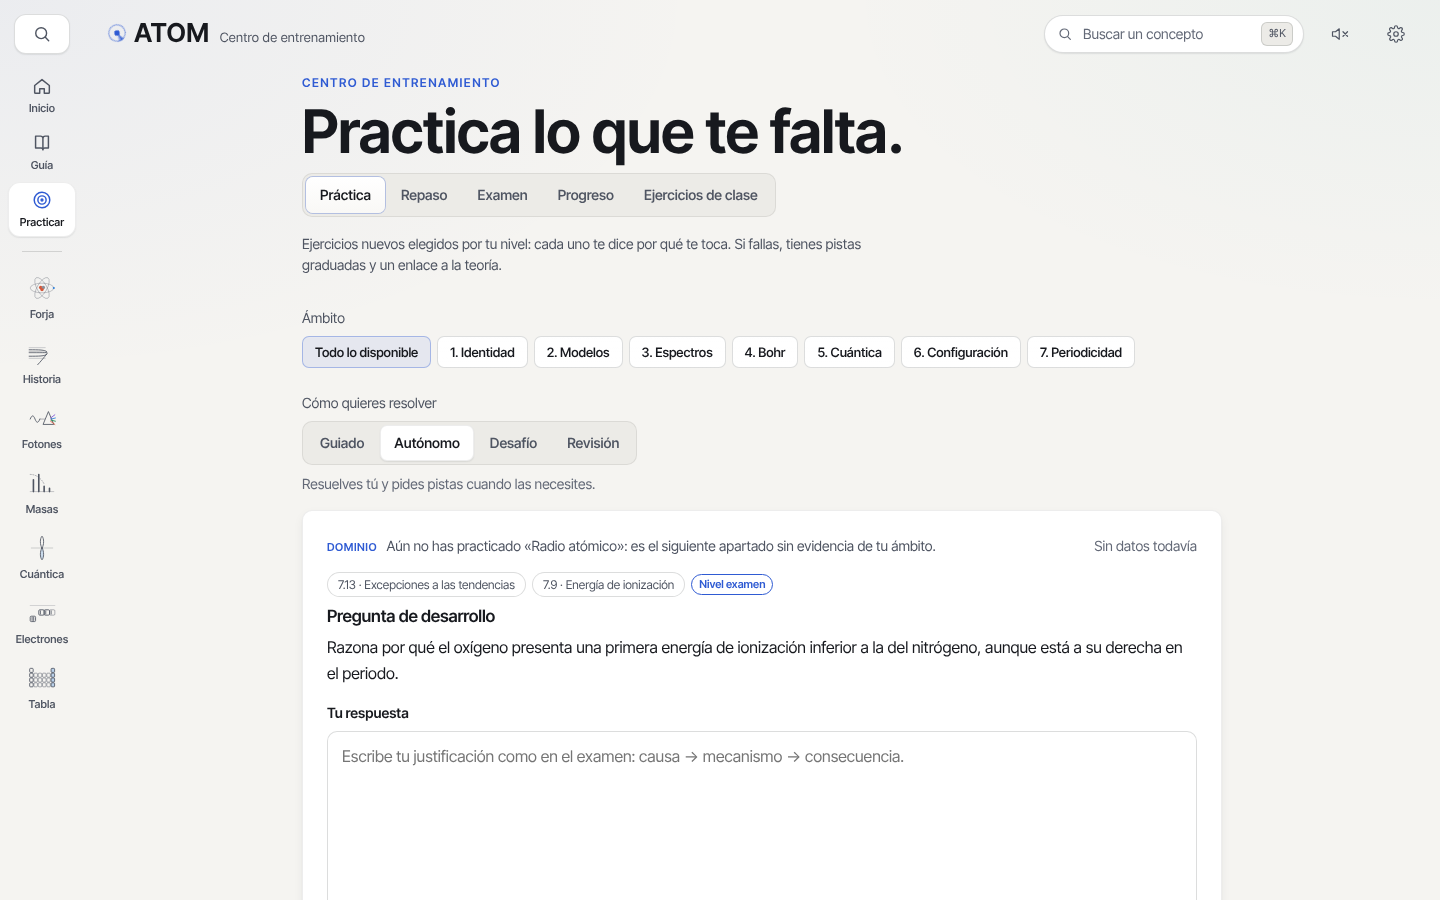 ATOM Centro de entrenamiento
Buscar un concepto ⌘K
Inicio
Guía
Practicar
Forja
Historia
Fotones
Masas
Cuántica
Electrones
Tabla
CENTRO DE ENTRENAMIENTO
Practica lo que te falta.
Práctica Repaso Examen Progreso Ejercicios de clase
Ejercicios nuevos elegidos por tu nivel: cada uno te dice por qué te toca. Si fallas, tienes pistas
graduadas y un enlace a la teoría.
Ámbito
Todo lo disponible 1. Identidad 2. Modelos 3. Espectros 4. Bohr 5. Cuántica 6. Configuración 7. Periodicidad
Cómo quieres resolver
Guiado Autónomo Desafío Revisión
Resuelves tú y pides pistas cuando las necesites.
DOMINIO Aún no has practicado «Radio atómico»: es el siguiente apartado sin evidencia de tu ámbito. Sin datos todavía
7.13 · Excepciones a las tendencias 7.9 · Energía de ionización Nivel examen
Pregunta de desarrollo
Razona por qué el oxígeno presenta una primera energía de ionización inferior a la del nitrógeno, aunque está a su derecha en
el periodo.
Tu respuesta
Escribe tu justificación como en el examen: causa → mecanismo → consecuencia.